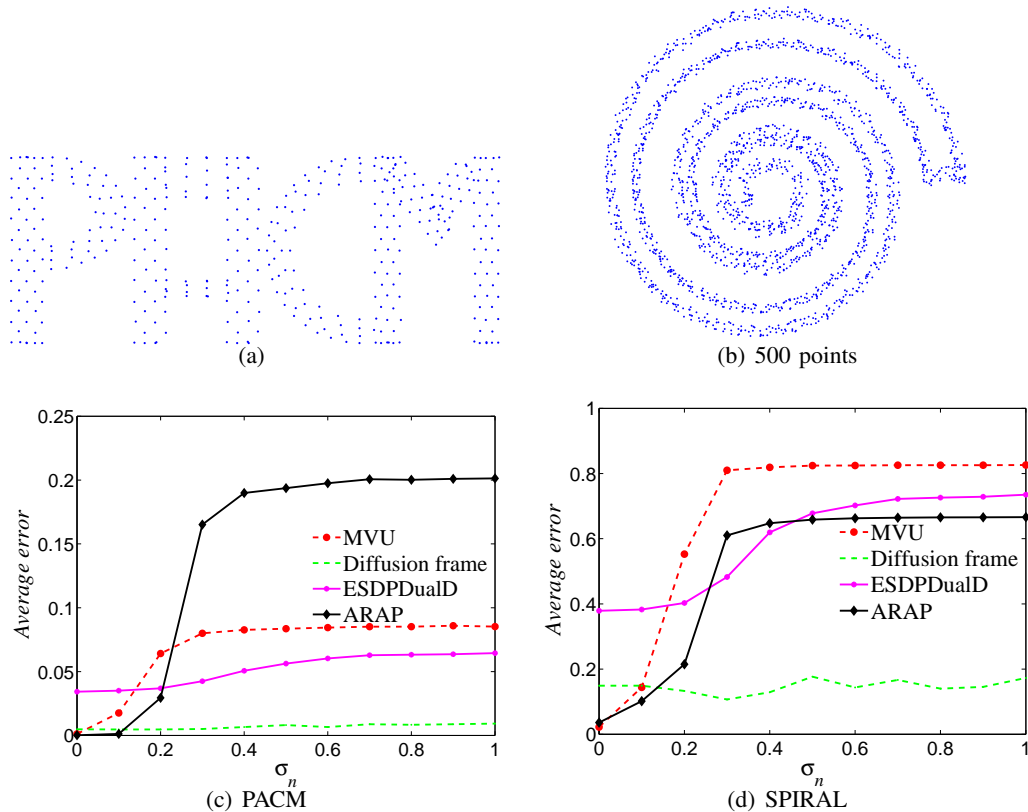 (a)
(b) 500 points
Average error
0.25
0.2
0.15
0.1
0.05
0
0
0.2
0.4
0.6
0.8
1
σn
MVU
Diffusion frame
ESDPDualD
ARAP
(c) PACM
Average error
1
0.8
0.6
0.4
0.2
0
0
0.2
0.4
0.6
0.8
1
σn
MVU
Diffusion frame
ESDPDualD
ARAP
(d) SPIRAL